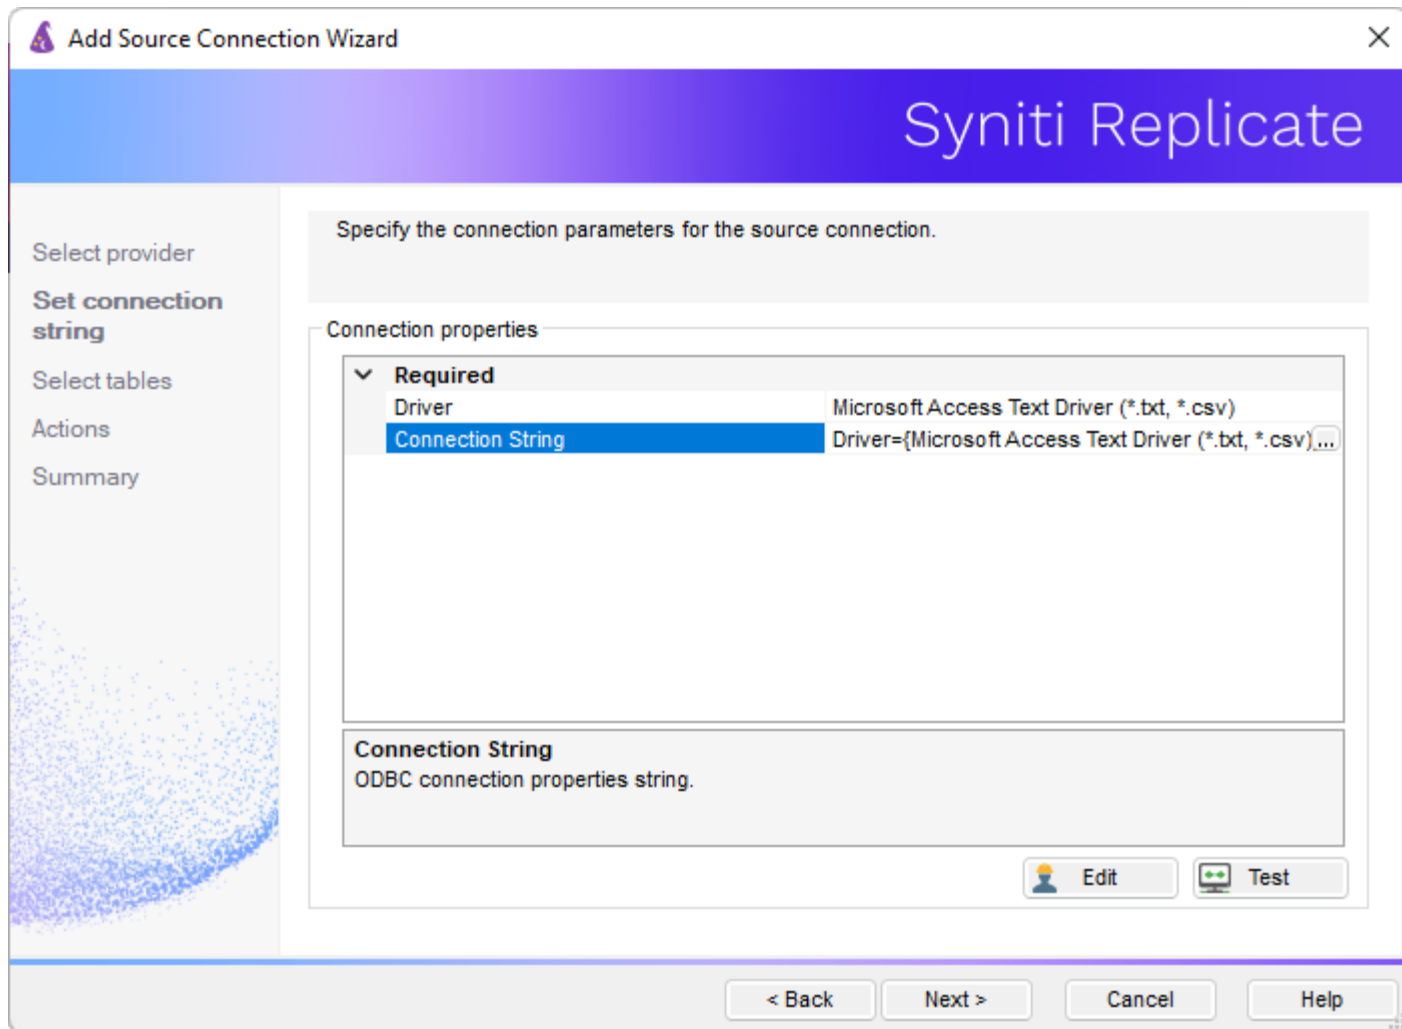 Add Source Connection Wizard
Syniti Replicate
Select provider
Set connection
string
Select tables
Actions
Summary
Specify the connection parameters for the source connection.
Connection properties
Required
Driver Microsoft Access Text Driver (*.txt, *.csv)
Connection String Driver={Microsoft Access Text Driver (*.txt, *.csv) ...
Connection String
ODBC connection properties string.
Edit Test
< Back Next > Cancel Help